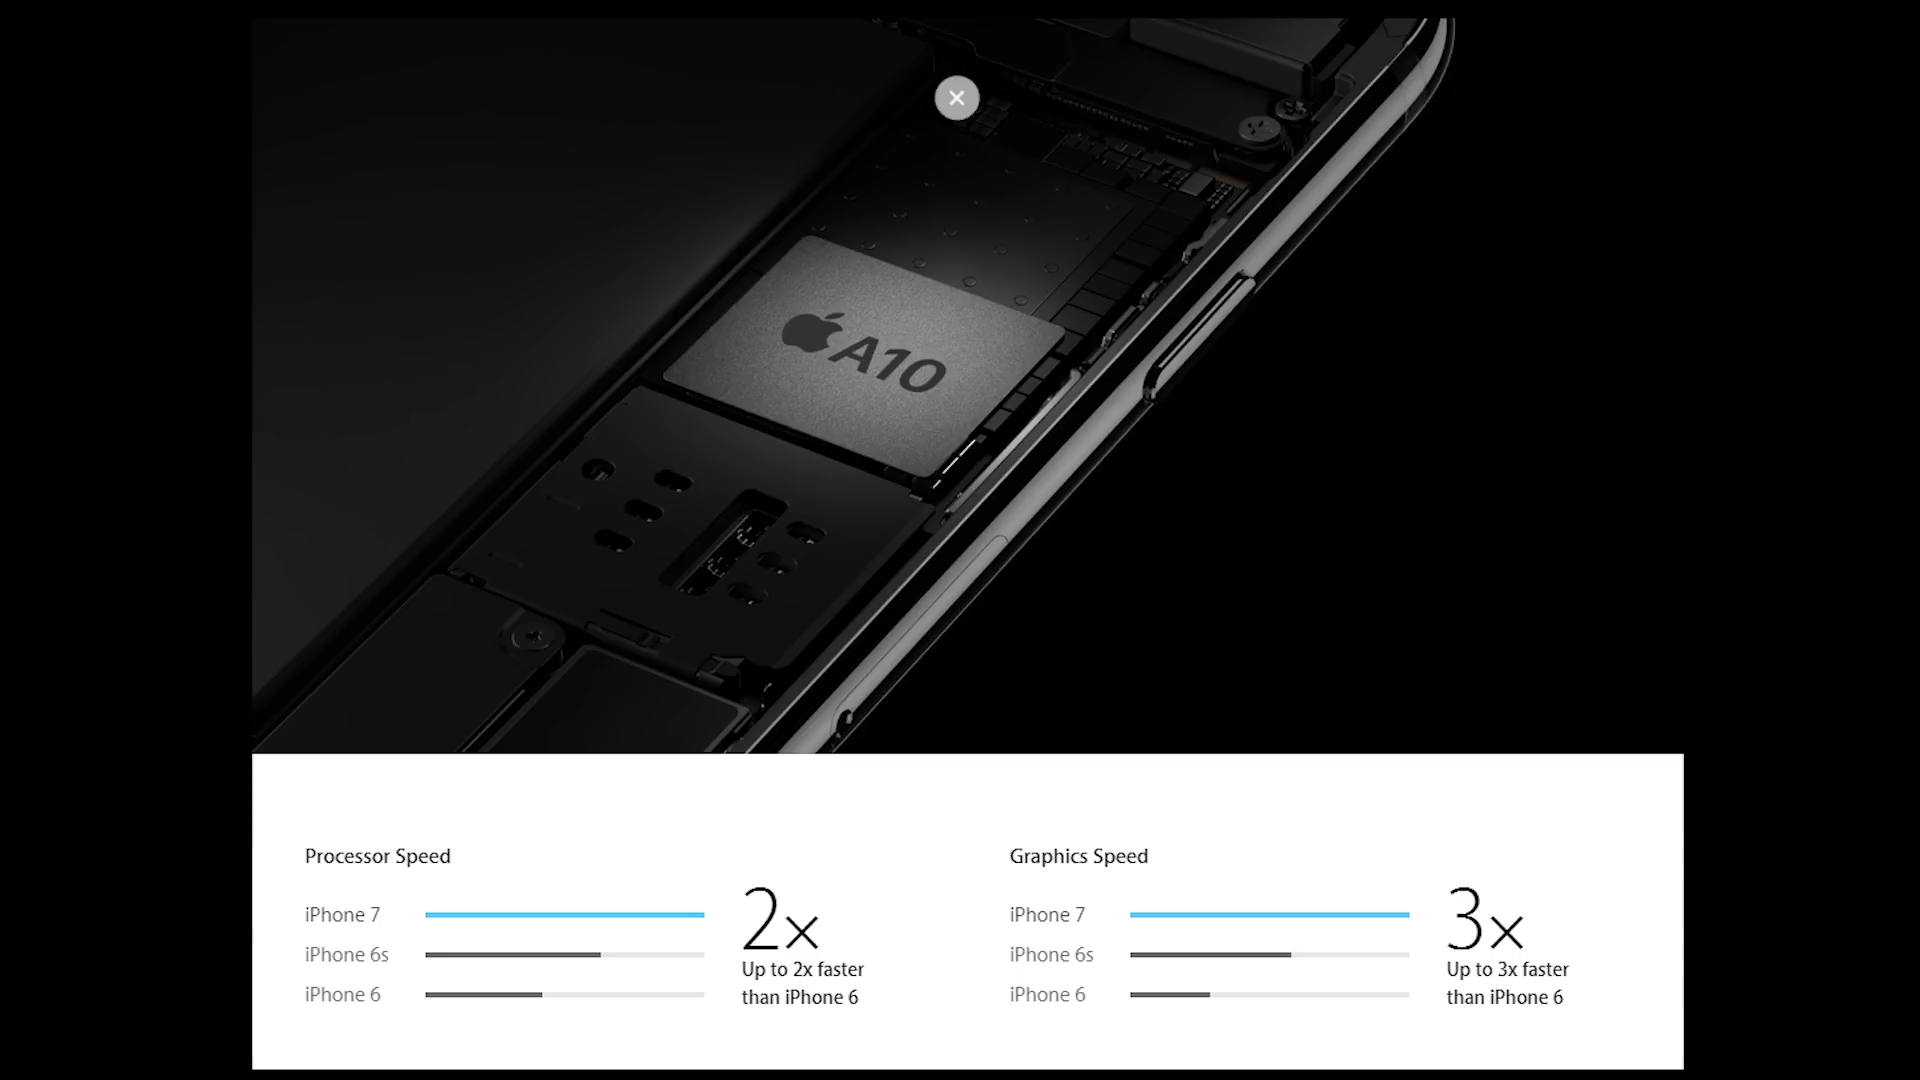 A10
Processor Speed
iPhone 7
iPhone 6s
iPhone 6
2x
Up to 2x faster
than iPhone 6
Graphics Speed
iPhone 7
iPhone 6s
iPhone 6
3x
Up to 3x faster
than iPhone 6